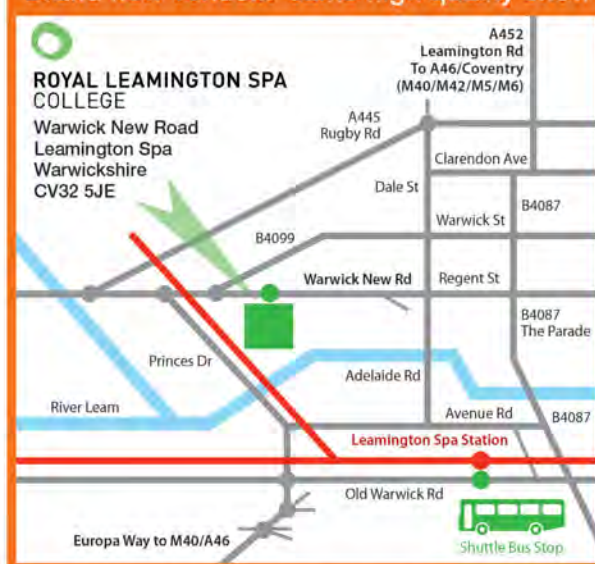 ROYAL LEAMINGTON SPA
COLLEGE
Warwick New Road
Leamington Spa
Warwickshire
CV32 5JE
A452
Leamington Rd
To A46/Coventry
(M40/M42/M5/M6)
A445
Rugby Rd
Clarendon Ave
Dale St
B4087
Warwick St
B4099
Warwick New Rd
Regent St
B4087
The Parade
Princes Dr
Adelaide Rd
River Leam
Avenue Rd
B4087
Leamington Spa Station
Old Warwick Rd
Europa Way to M40/A46
Shuttle Bus Stop